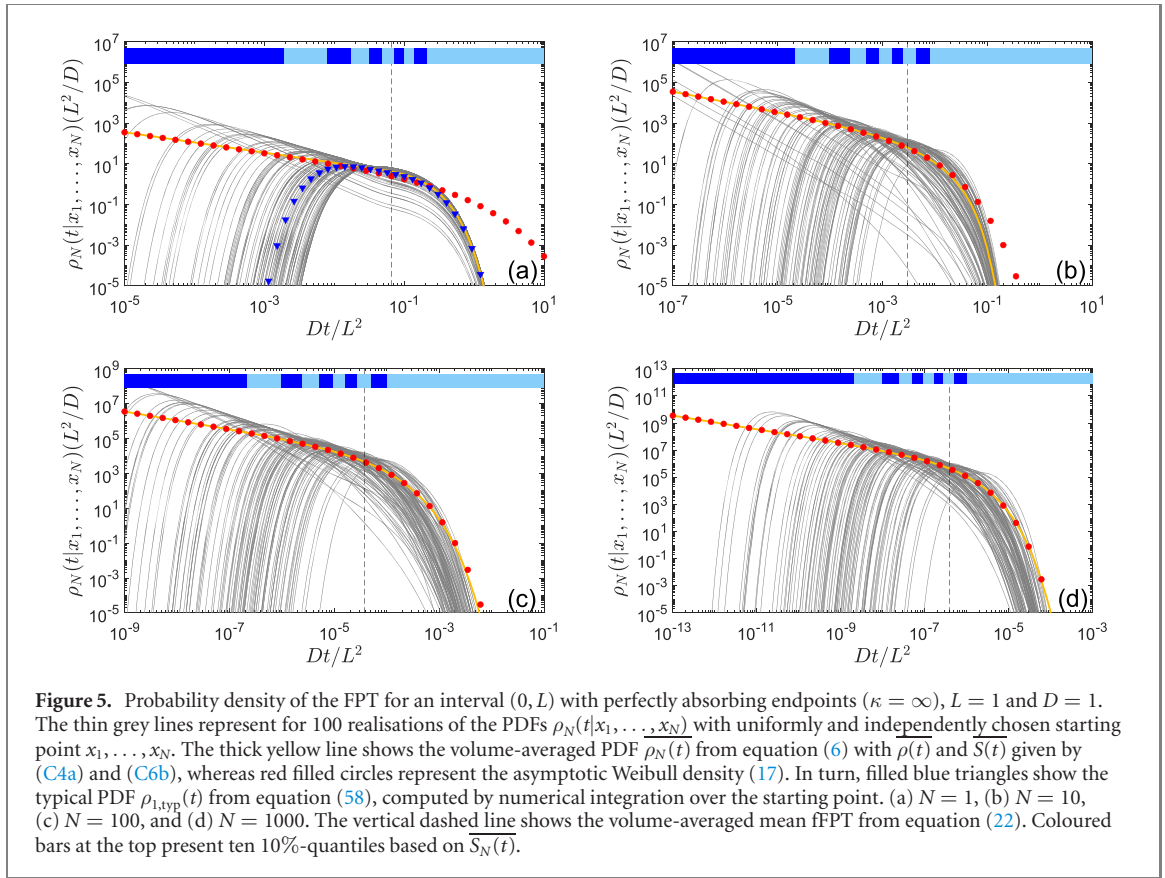 10^7
10^5
10^3
10^1
10^-1
10^-3
10^-5
ρ_N(t|x_1, . . . , x_N)(L^2/D)
10^-5 10^-3 10^-1 10^1
Dt/L^2
(a)
10^7
10^5
10^3
10^1
10^-1
10^-3
10^-5
ρ_N(t|x_1, . . . , x_N)(L^2/D)
10^-7 10^-5 10^-3 10^-1 10^1
Dt/L^2
(b)
10^9
10^7
10^5
10^3
10^1
10^-1
10^-3
10^-5
ρ_N(t|x_1, . . . , x_N)(L^2/D)
10^-9 10^-7 10^-5 10^-3 10^-1
Dt/L^2
(c)
10^13
10^11
10^9
10^7
10^5
10^3
10^1
10^-1
10^-3
10^-5
ρ_N(t|x_1, . . . , x_N)(L^2/D)
10^-13 10^-11 10^-9 10^-7 10^-5 10^-3
Dt/L^2
(d)
Figure 5. Probability density of the FPT for an interval (0, L) with perfectly absorbing endpoints (κ = ∞), L = 1 and D = 1.
The thin grey lines represent for 100 realisations of the PDFs ρ_N(t|x_1, . . . , x_N) with uniformly and independently chosen starting
point x_1, . . . , x_N. The thick yellow line shows the volume-averaged PDF \overline{ρ_N(t)} from equation (6) with \overline{ρ(t)} and \overline{S(t)} given by
(C4a) and (C6b), whereas red filled circles represent the asymptotic Weibull density (17). In turn, filled blue triangles show the
typical PDF ρ_{1,typ}(t) from equation (58), computed by numerical integration over the starting point. (a) N = 1, (b) N = 10,
(c) N = 100, and (d) N = 1000. The vertical dashed line shows the volume-averaged mean fFPT from equation (22). Coloured
bars at the top present ten 10%-quantiles based on \overline{S_N(t)}.